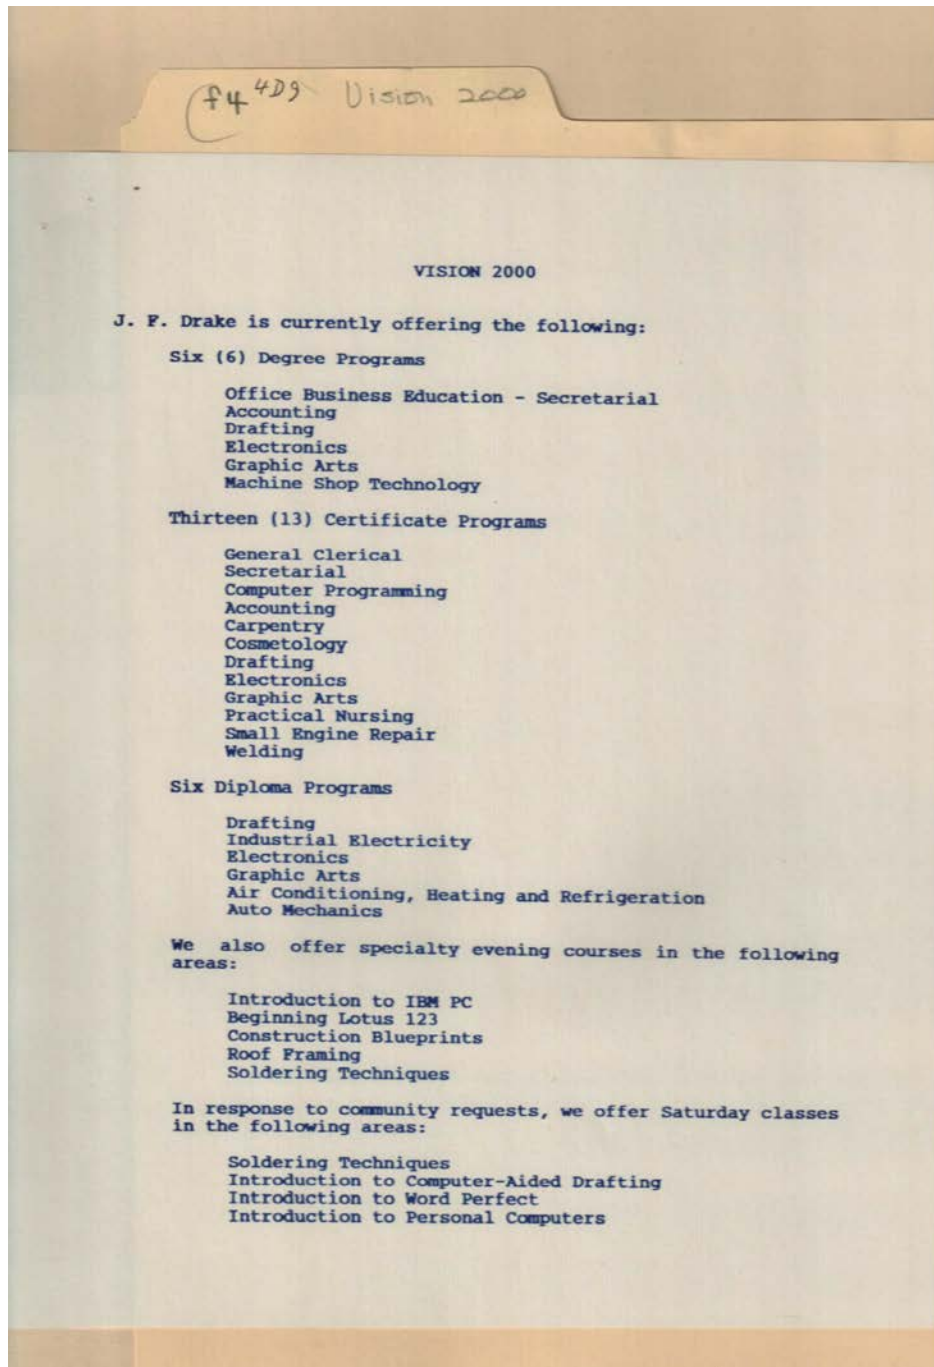 f4 4D9 Vision 2000
VISION 2000
J. F. Drake is currently offering the following:
Six (6) Degree Programs
Office Business Education - Secretarial
Accounting
Drafting
Electronics
Graphic Arts
Machine Shop Technology
Thirteen (13) Certificate Programs
General Clerical
Secretarial
Computer Programming
Accounting
Carpentry
Cosmetology
Drafting
Electronics
Graphic Arts
Practical Nursing
Small Engine Repair
Welding
Six Diploma Programs
Drafting
Industrial Electricity
Electronics
Graphic Arts
Air Conditioning, Heating and Refrigeration
Auto Mechanics
We also offer specialty evening courses in the following
areas:
Introduction to IBM PC
Beginning Lotus 123
Construction Blueprints
Roof Framing
Soldering Techniques
In response to community requests, we offer Saturday classes
in the following areas:
Soldering Techniques
Introduction to Computer-Aided Drafting
Introduction to Word Perfect
Introduction to Personal Computers